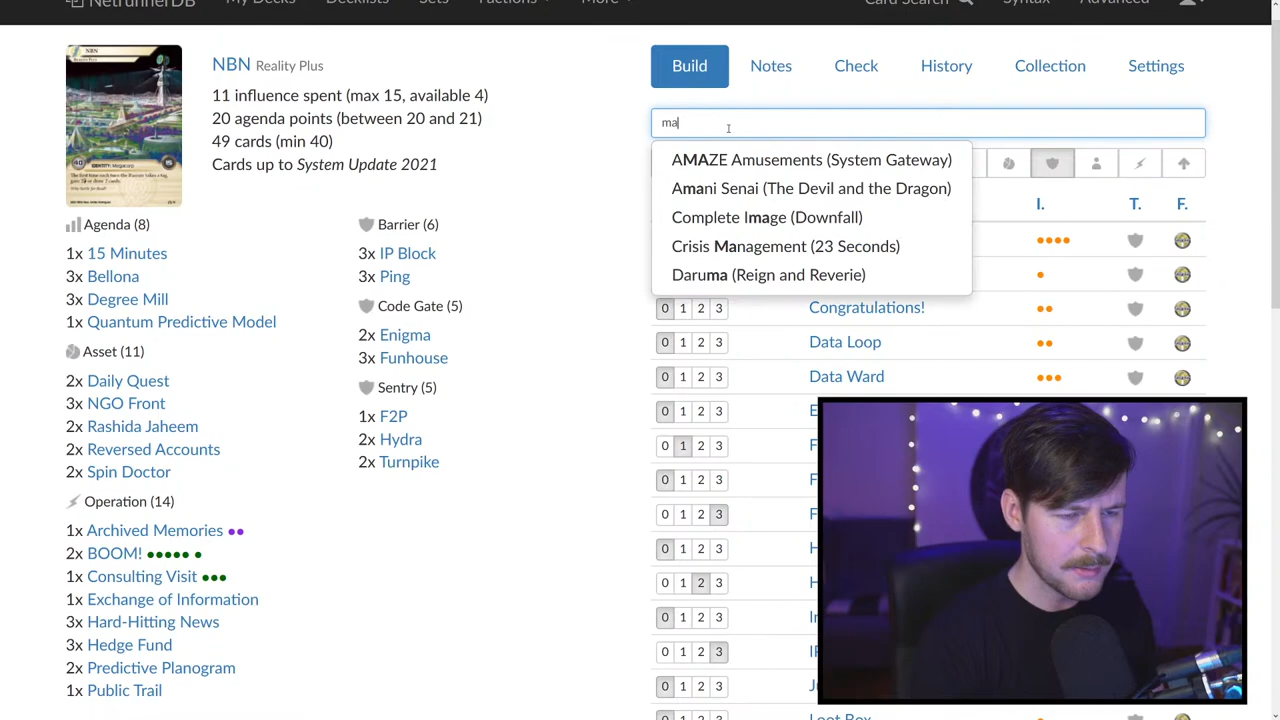 NetrunnerDB My Decks Decklists Sets Factions More Card Search Syntax Advanced
NBN Reality Plus
11 influence spent (max 15, available 4)
20 agenda points (between 20 and 21)
49 cards (min 40)
Cards up to System Update 2021
Agenda (8)
1x 15 Minutes
3x Bellona
3x Degree Mill
1x Quantum Predictive Model
Asset (11)
2x Daily Quest
3x NGO Front
2x Rashida Jaheem
2x Reversed Accounts
2x Spin Doctor
Operation (14)
1x Archived Memories
2x BOOM!
1x Consulting Visit
1x Exchange of Information
3x Hard-Hitting News
3x Hedge Fund
2x Predictive Planogram
1x Public Trail
Barrier (6)
3x IP Block
3x Ping
Code Gate (5)
2x Enigma
3x Funhouse
Sentry (5)
1x F2P
2x Hydra
2x Turnpike
Build Notes Check History Collection Settings
ma
AMAZE Amusements (System Gateway)
Amani Senai (The Devil and the Dragon)
Complete Image (Downfall)
Crisis Management (23 Seconds)
Daruma (Reign and Reverie)
I. T. F.
0 1 2 3 Congratulations!
0 1 2 3 Data Loop
0 1 2 3 Data Ward
0 1 2 3
0 1 2 3
0 1 2 3
0 1 2 3
0 1 2 3
0 1 2 3
0 1 2 3
0 1 2 3
0 1 2 3
Loot Box